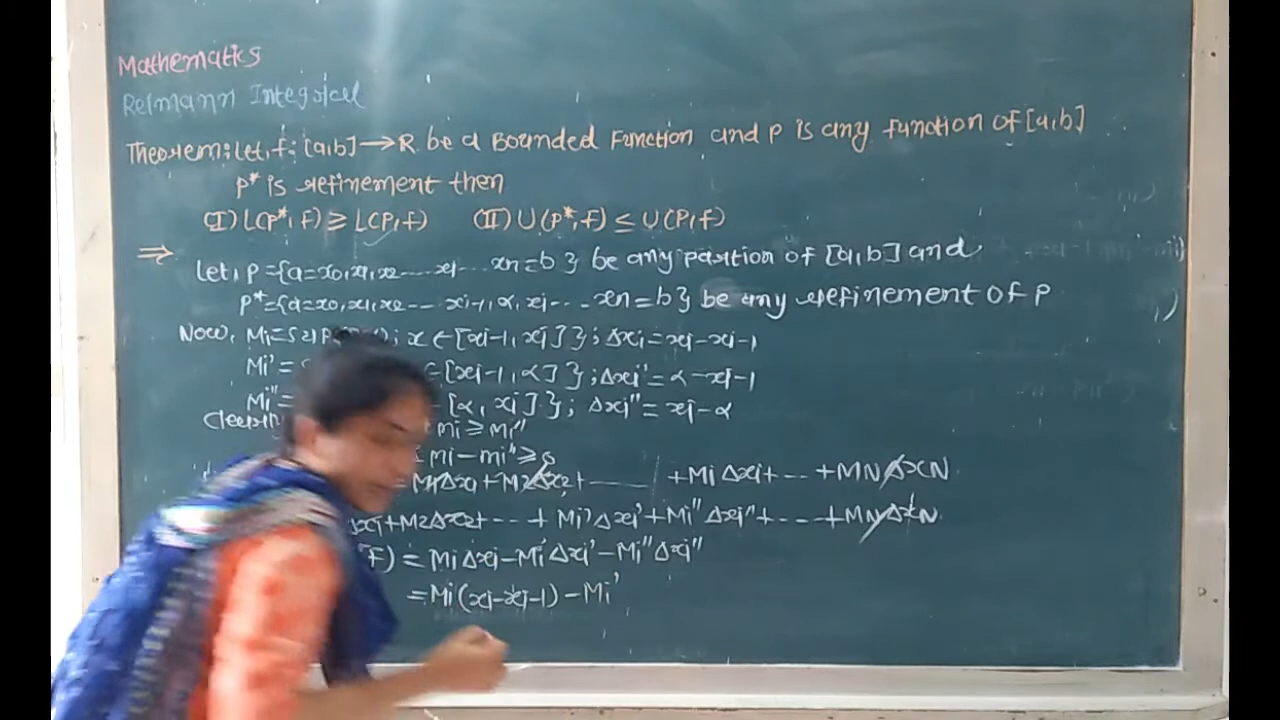 Mathematics
Reimann Integral
Theorem:Let, f: [a,b] → R be a Bounded Function and P is any function of [a,b]
P* is refinement then
(I) L(P*,f) ≥ L(P,f) (II) U(P*,f) ≤ U(P,f)
⇒ Let, P={a=x0,x1,x2.....xi....xn=b} be any partion of [a,b] and
P*={a=x0,x1,x2....xi-1,α,xi....xn=b} be any refinement of P
Now, Mi=sup ; x∈[xi-1,xi]}; Δxi=xi-xi-1
Mi'= ∈[xi-1,α]}; Δxi'=α-xi-1
Mi''= [α,xi]}; Δxi''=xi-α
Mi≥Mi''
Mi-Mi''≥0
=M1Δx1+M2Δx2+ ...... +MiΔxi+...+MNΔxN
Δx1+M2Δx2+...+Mi'Δxi'+Mi''Δxi''+...+MNΔxN
F)=MiΔxi-Mi'Δxi'-Mi''Δxi''
=Mi(xi-xi-1)-Mi'